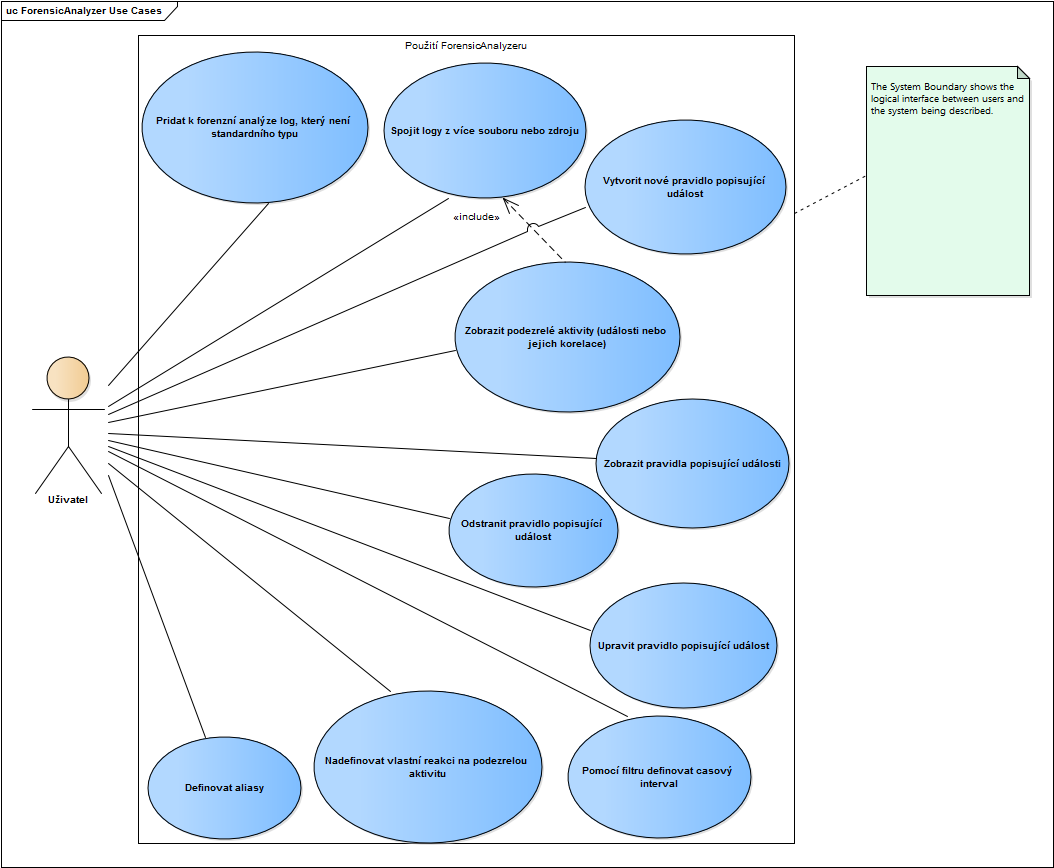 uc ForensicAnalyzer Use Cases
Použití ForensicAnalyzeru
Pridat k forenzní analýze log, který není
standardního typu
Spojit logy z více souboru nebo zdroju
Vytvorit nové pravidlo popisující
událost
The System Boundary shows the
logical interface between users and
the system being described.
«include»
Zobrazit podezrelé aktivity (události nebo
jejich korelace)
Zobrazit pravidla popisující události
Uživatel
Odstranit pravidlo popisující
událost
Upravit pravidlo popisující událost
Nadefinovat vlastní reakci na podezrelou
aktivitu
Pomocí filtru definovat casový
interval
Definovat aliasy